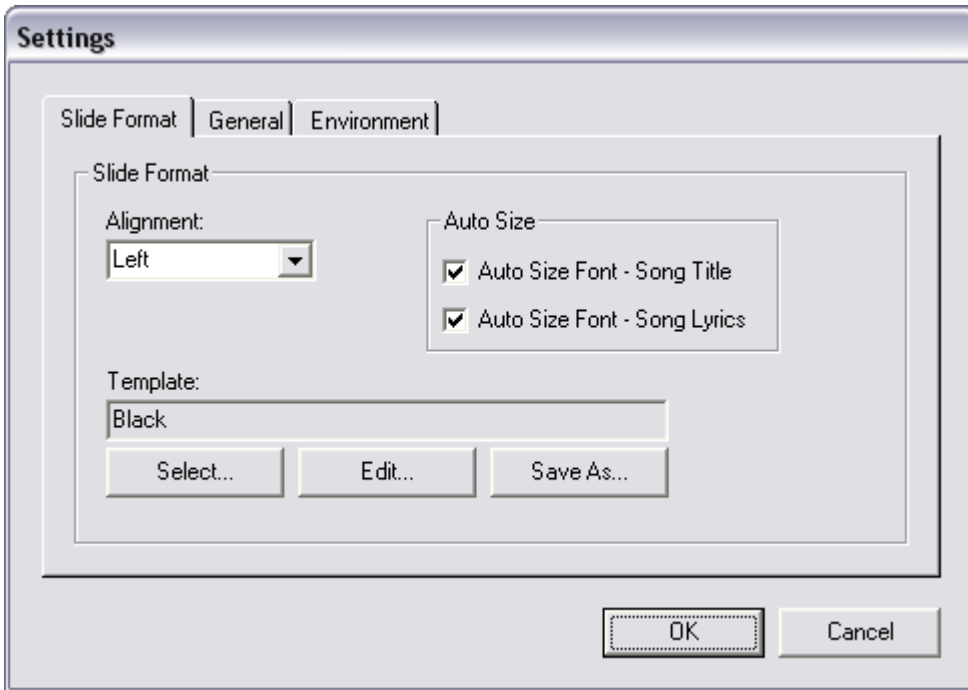 Settings
Slide Format General Environment
Slide Format
Alignment:
Left
Auto Size
Auto Size Font - Song Title
Auto Size Font - Song Lyrics
Template:
Black
Select... Edit... Save As...
OK Cancel